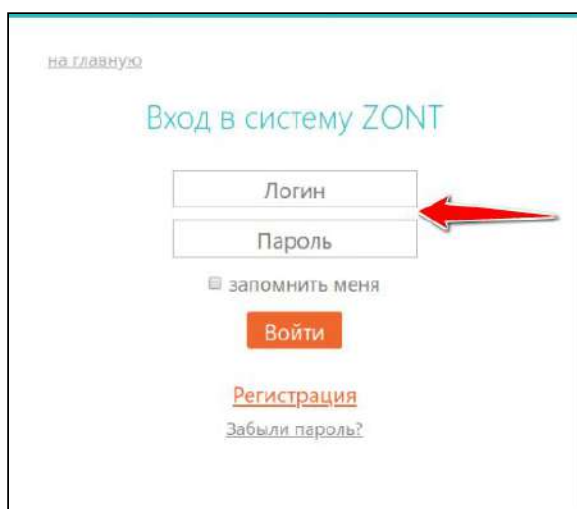 на главную
Вход в систему ZONT
Логин
Пароль
запомнить меня
Войти
Регистрация
Забыли пароль?